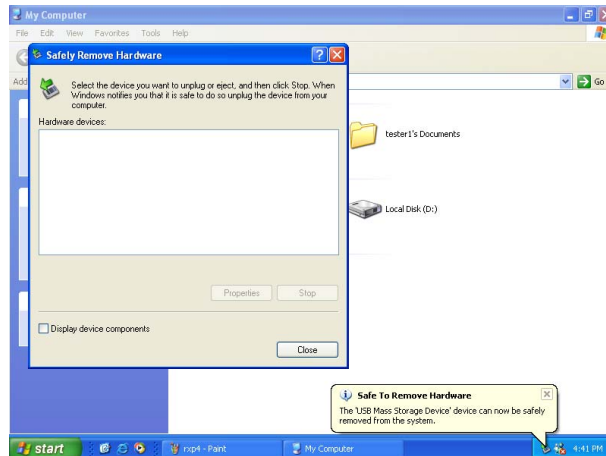 My Computer
File Edit View Favorites Tools Help
Safely Remove Hardware
Add
Go
Select the device you want to unplug or eject, and then click Stop. When
Windows notifies you that it is safe to do so unplug the device from your
computer.
Hardware devices:
tester1's Documents
Local Disk (D:)
Properties Stop
Display device components
Close
Safe To Remove Hardware
The 'USB Mass Storage Device' device can now be safely
removed from the system.
start rxp4 - Paint My Computer 4:41 PM